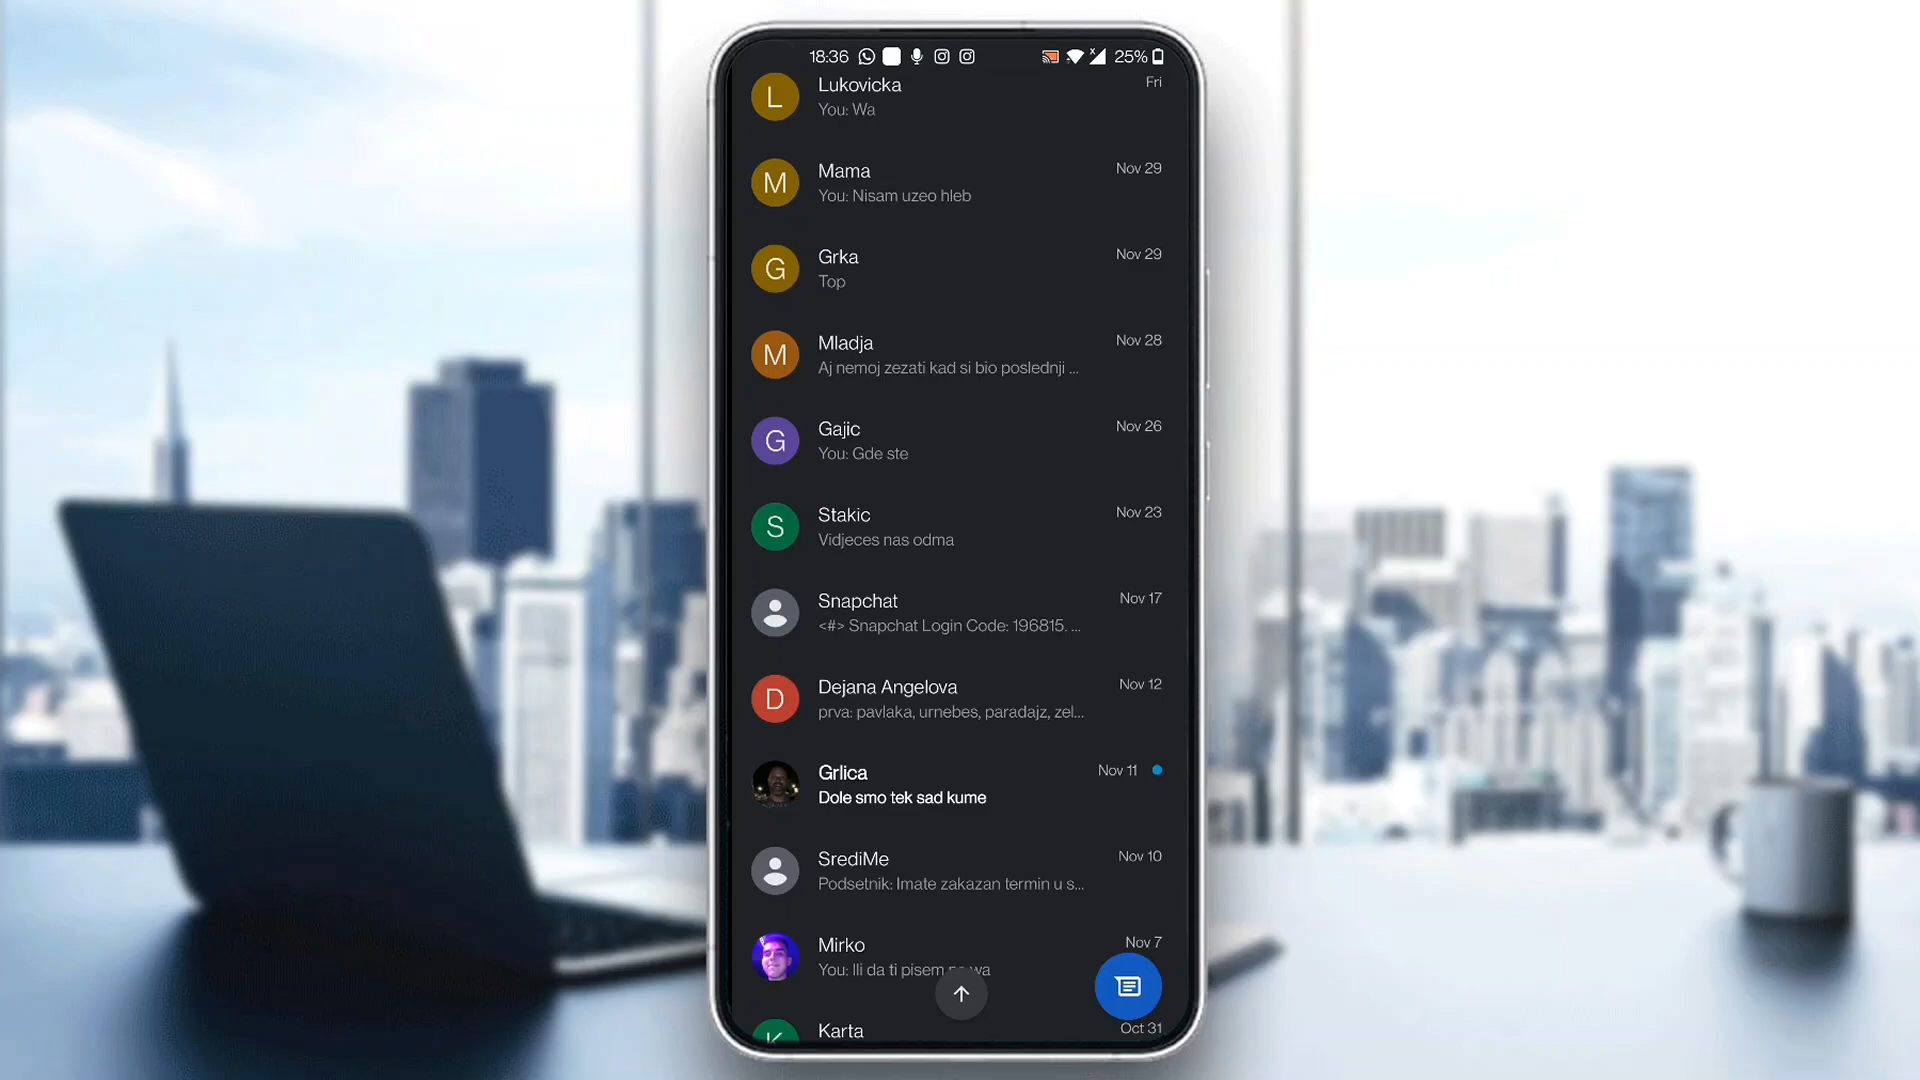 18:36 25%
L Lukovicka Fri
You: Wa
M Mama Nov 29
You: Nisam uzeo hleb
G Grka Nov 29
Top
M Mladja Nov 28
Aj nemoj zezati kad si bio poslednji ...
G Gajic Nov 26
You: Gde ste
S Stakic Nov 23
Vidjeces nas odma
Snapchat Nov 17
<#> Snapchat Login Code: 196815. ...
D Dejana Angelova Nov 12
prva: pavlaka, urnebes, paradajz, zel...
Grlica Nov 11
Dole smo tek sad kume
SrediMe Nov 10
Podsetnik: Imate zakazan termin u s...
Mirko Nov 7
You: Ili da ti pisem na wa
K Karta Oct 31